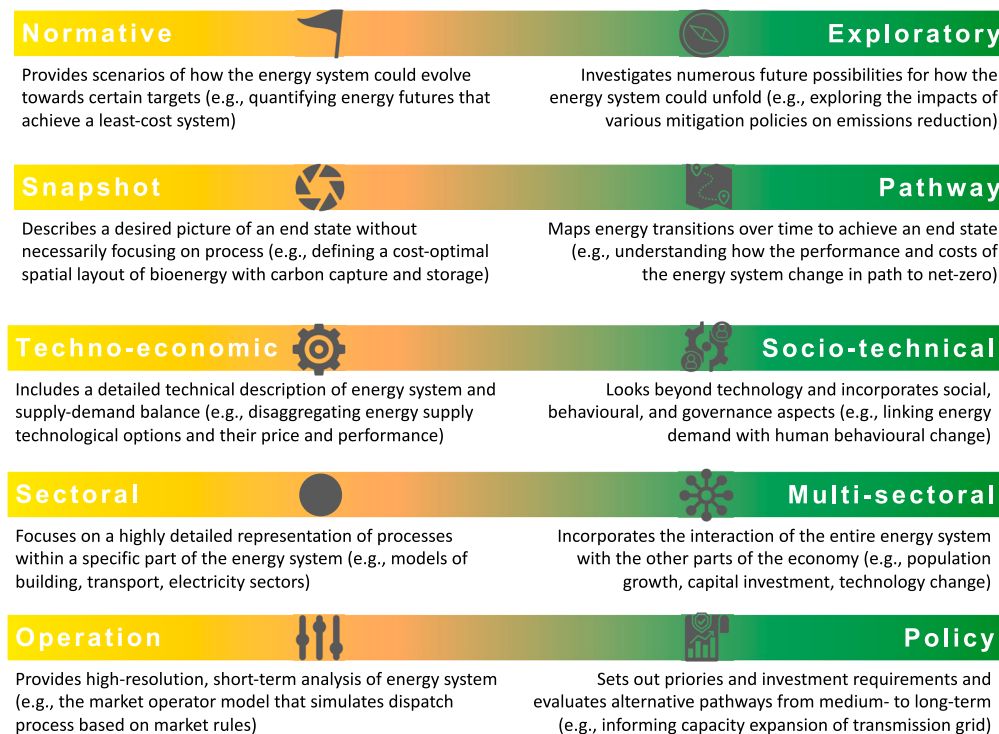 Normative
Exploratory
Provides scenarios of how the energy system could evolve
towards certain targets (e.g., quantifying energy futures that
achieve a least-cost system)
Investigates numerous future possibilities for how the
energy system could unfold (e.g., exploring the impacts of
various mitigation policies on emissions reduction)
Snapshot
Pathway
Describes a desired picture of an end state without
necessarily focusing on process (e.g., defining a cost-optimal
spatial layout of bioenergy with carbon capture and storage)
Maps energy transitions over time to achieve an end state
(e.g., understanding how the performance and costs of
the energy system change in path to net-zero)
Techno-economic
Socio-technical
Includes a detailed technical description of energy system and
supply-demand balance (e.g., disaggregating energy supply
technological options and their price and performance)
Looks beyond technology and incorporates social,
behavioural, and governance aspects (e.g., linking energy
demand with human behavioural change)
Sectoral
Multi-sectoral
Focuses on a highly detailed representation of processes
within a specific part of the energy system (e.g., models of
building, transport, electricity sectors)
Incorporates the interaction of the entire energy system
with the other parts of the economy (e.g., population
growth, capital investment, technology change)
Operation
Policy
Provides high-resolution, short-term analysis of energy system
(e.g., the market operator model that simulates dispatch
process based on market rules)
Sets out priories and investment requirements and
evaluates alternative pathways from medium- to long-term
(e.g., informing capacity expansion of transmission grid)